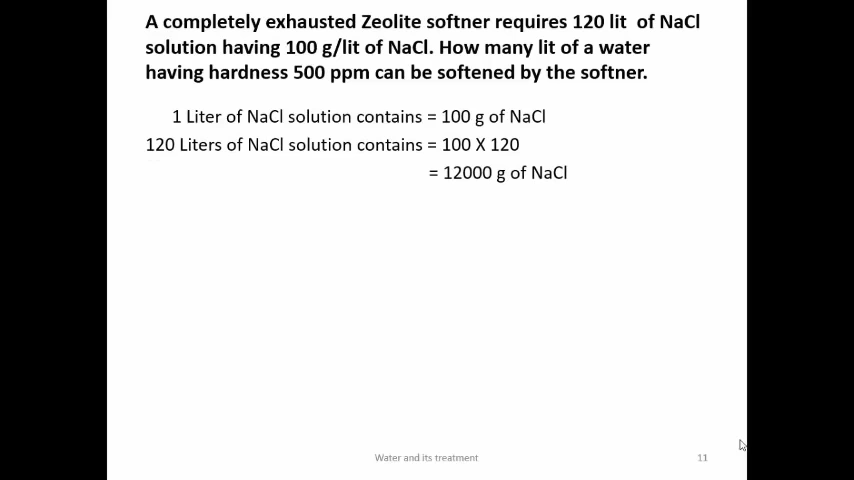 A completely exhausted Zeolite softner requires 120 lit of NaCl
solution having 100 g/lit of NaCl. How many lit of a water
having hardness 500 ppm can be softened by the softner.
1 Liter of NaCl solution contains = 100 g of NaCl
120 Liters of NaCl solution contains = 100 X 120
= 12000 g of NaCl
Water and its treatment
11